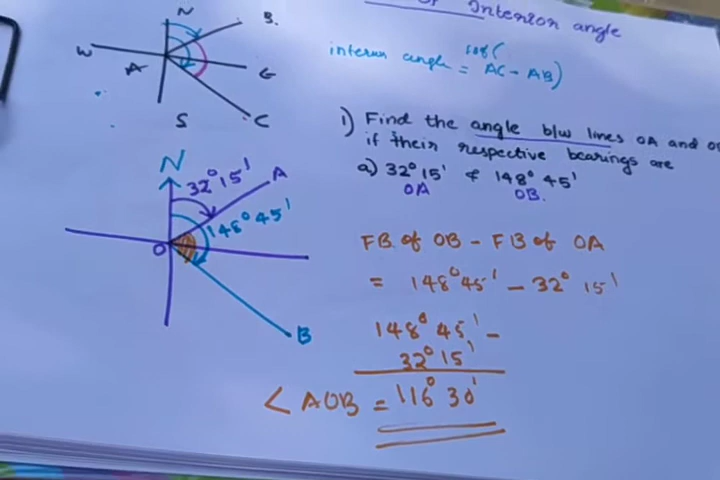 Interior angle
N
B.
W
A
E
S
C
interior angle = (AC - AB)
1) Find the angle b/w lines OA and
if their respective bearings are
a) 32° 15' & 148° 45'
OA OB.
N
32° 15'
A
148° 45'
O
B
FB of OB - FB of OA
= 148° 45' - 32° 15'
148° 45' -
32° 15'
∠ AOB = 116° 30'